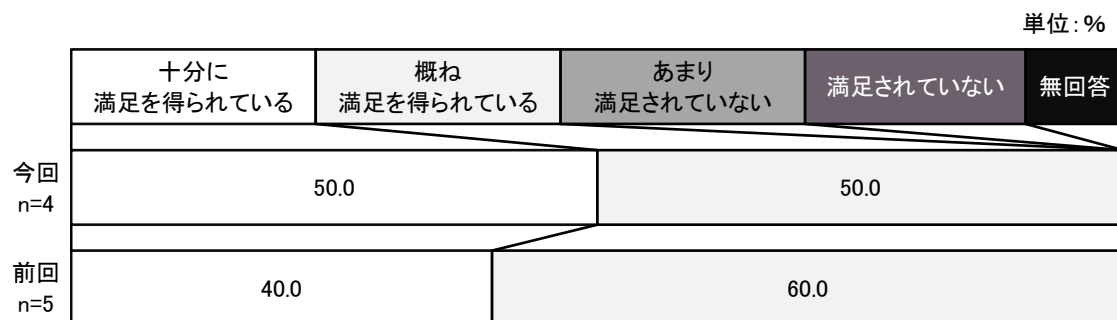 単位:%
十分に
満足を得られている
概ね
満足を得られている
あまり
満足されていない
満足されていない
無回答
今回
n=4
50.0
50.0
前回
n=5
40.0
60.0